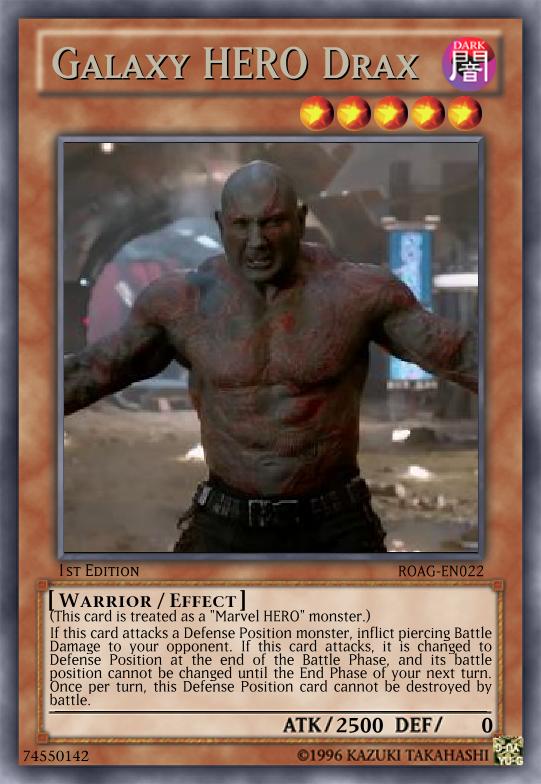 GALAXY HERO DRAX
DARK
闇
1ST EDITION
ROAG-EN022
[ WARRIOR / EFFECT ]
(This card is treated as a "Marvel HERO" monster.)
If this card attacks a Defense Position monster, inflict piercing Battle
Damage to your opponent. If this card attacks, it is changed to
Defense Position at the end of the Battle Phase, and its battle
position cannot be changed until the End Phase of your next turn.
Once per turn, this Defense Position card cannot be destroyed by
battle.
ATK/2500 DEF/ 0
74550142
©1996 KAZUKI TAKAHASHI